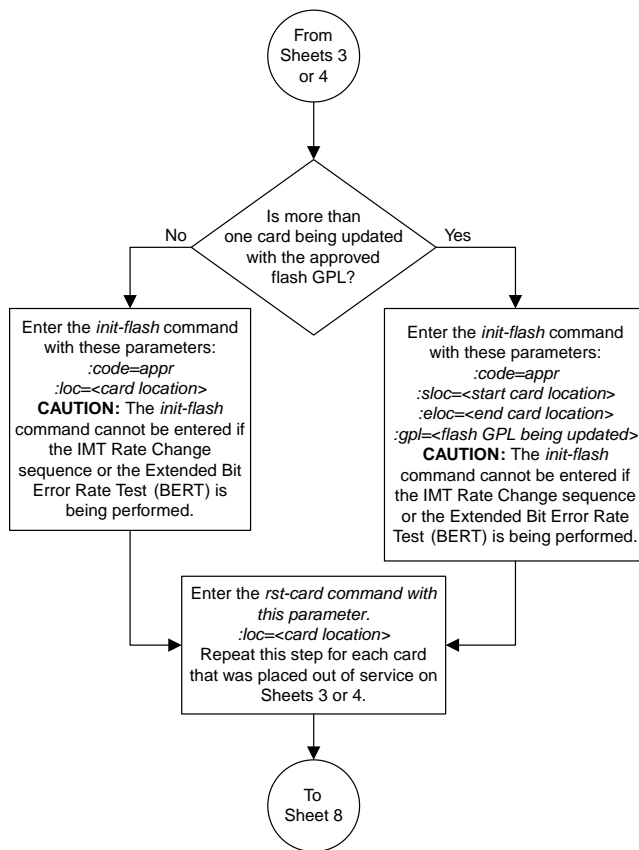 From
Sheets 3
or 4
Is more than
one card being updated
with the approved
flash GPL?
No
Yes
Enter the init-flash command
with these parameters:
:code=appr
:loc=<card location>
CAUTION: The init-flash
command cannot be entered if
the IMT Rate Change
sequence or the Extended Bit
Error Rate Test (BERT) is
being performed.
Enter the init-flash command
with these parameters:
:code=appr
:sloc=<start card location>
:eloc=<end card location>
:gpl=<flash GPL being updated>
CAUTION: The init-flash
command cannot be entered if
the IMT Rate Change sequence
or the Extended Bit Error Rate
Test (BERT) is being performed.
Enter the rst-card command with
this parameter.
:loc=<card location>
Repeat this step for each card
that was placed out of service on
Sheets 3 or 4.
To
Sheet 8